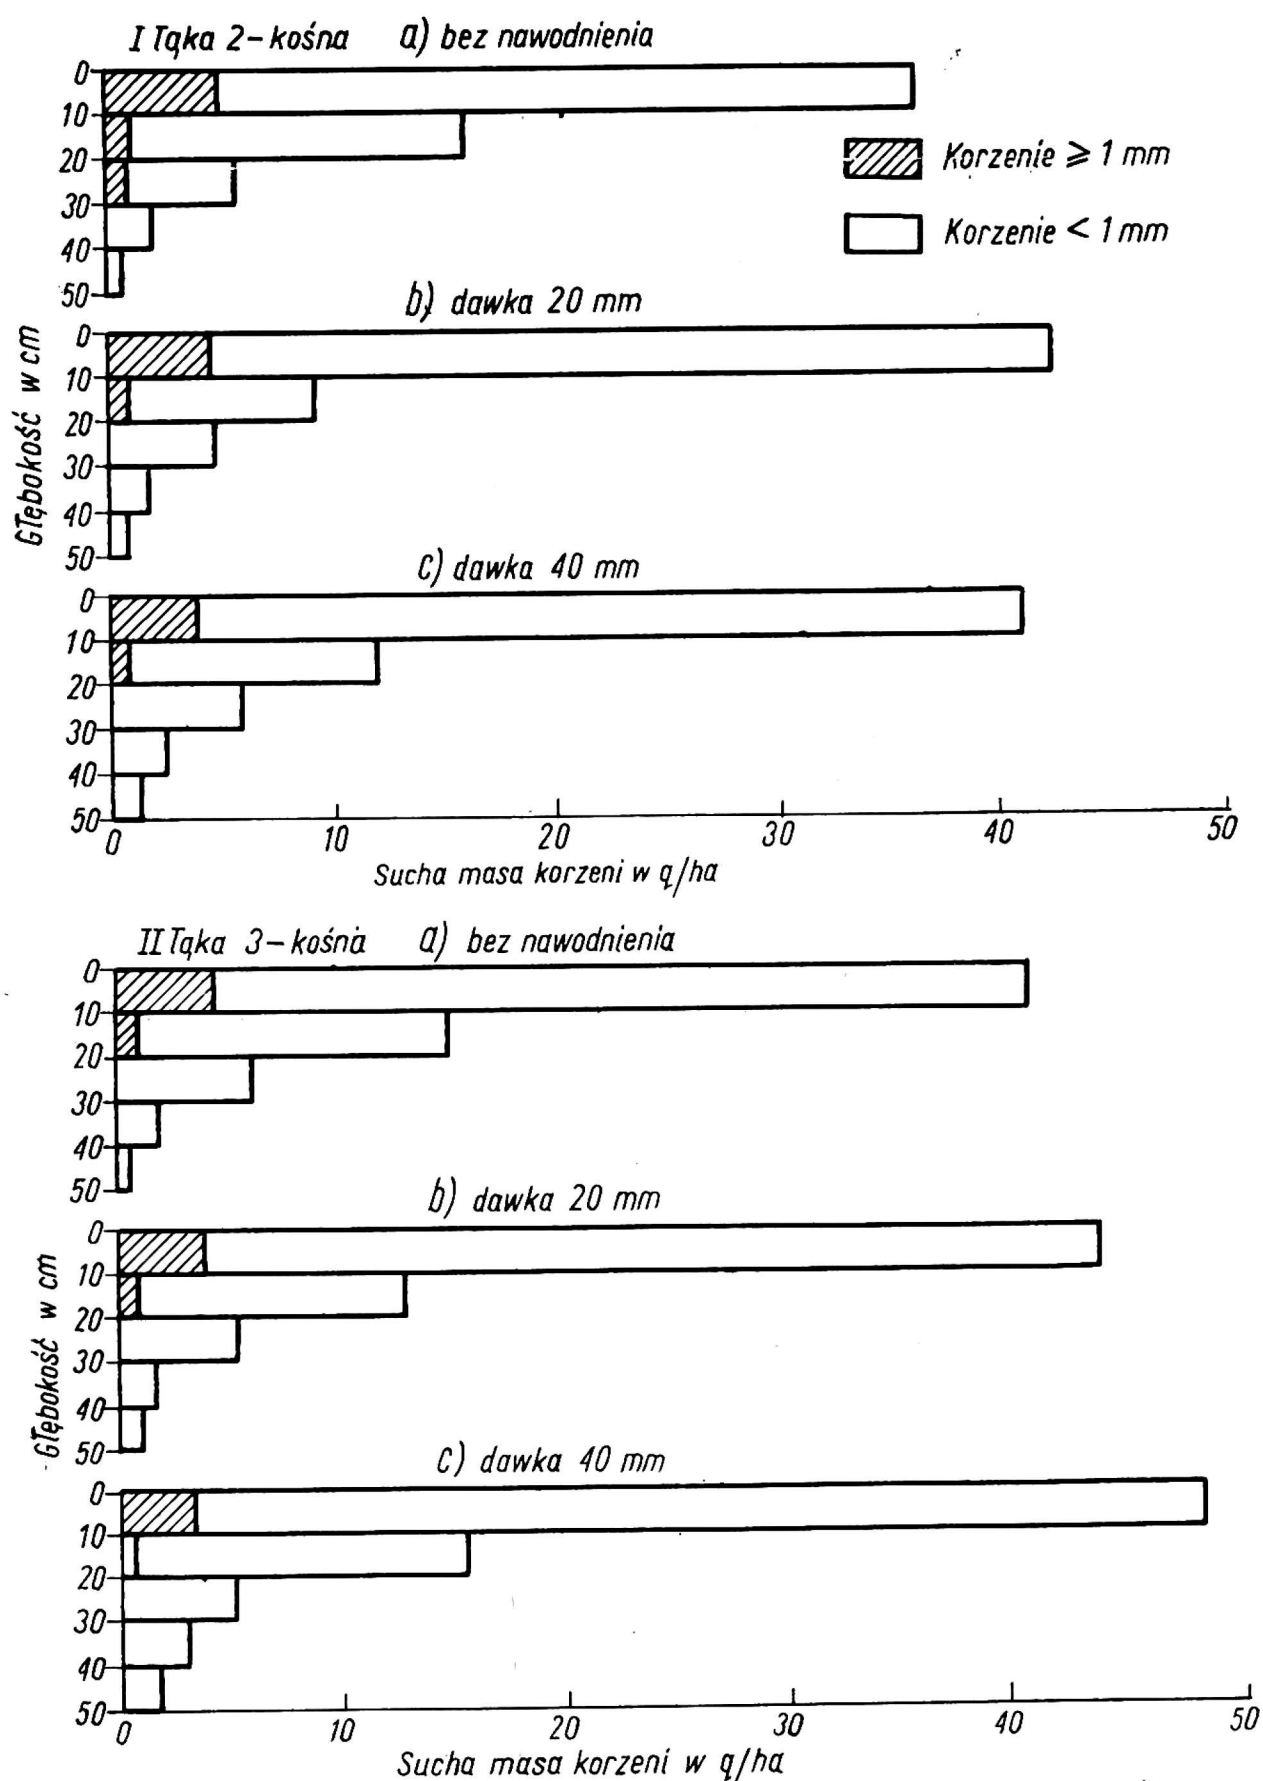 I Łąka 2-kośna a) bez nawodnienia
0
10
20
30
40
50
Korzenie ≥ 1 mm
Korzenie < 1 mm
b) dawka 20 mm
0
10
20
30
40
50
Głębokość w cm
c) dawka 40 mm
0
10
20
30
40
50
0 10 20 30 40 50
Sucha masa korzeni w q/ha
II Łąka 3-kośna a) bez nawodnienia
0
10
20
30
40
50
b) dawka 20 mm
0
10
20
30
40
50
Głębokość w cm
c) dawka 40 mm
0
10
20
30
40
50
0 10 20 30 40 50
Sucha masa korzeni w q/ha